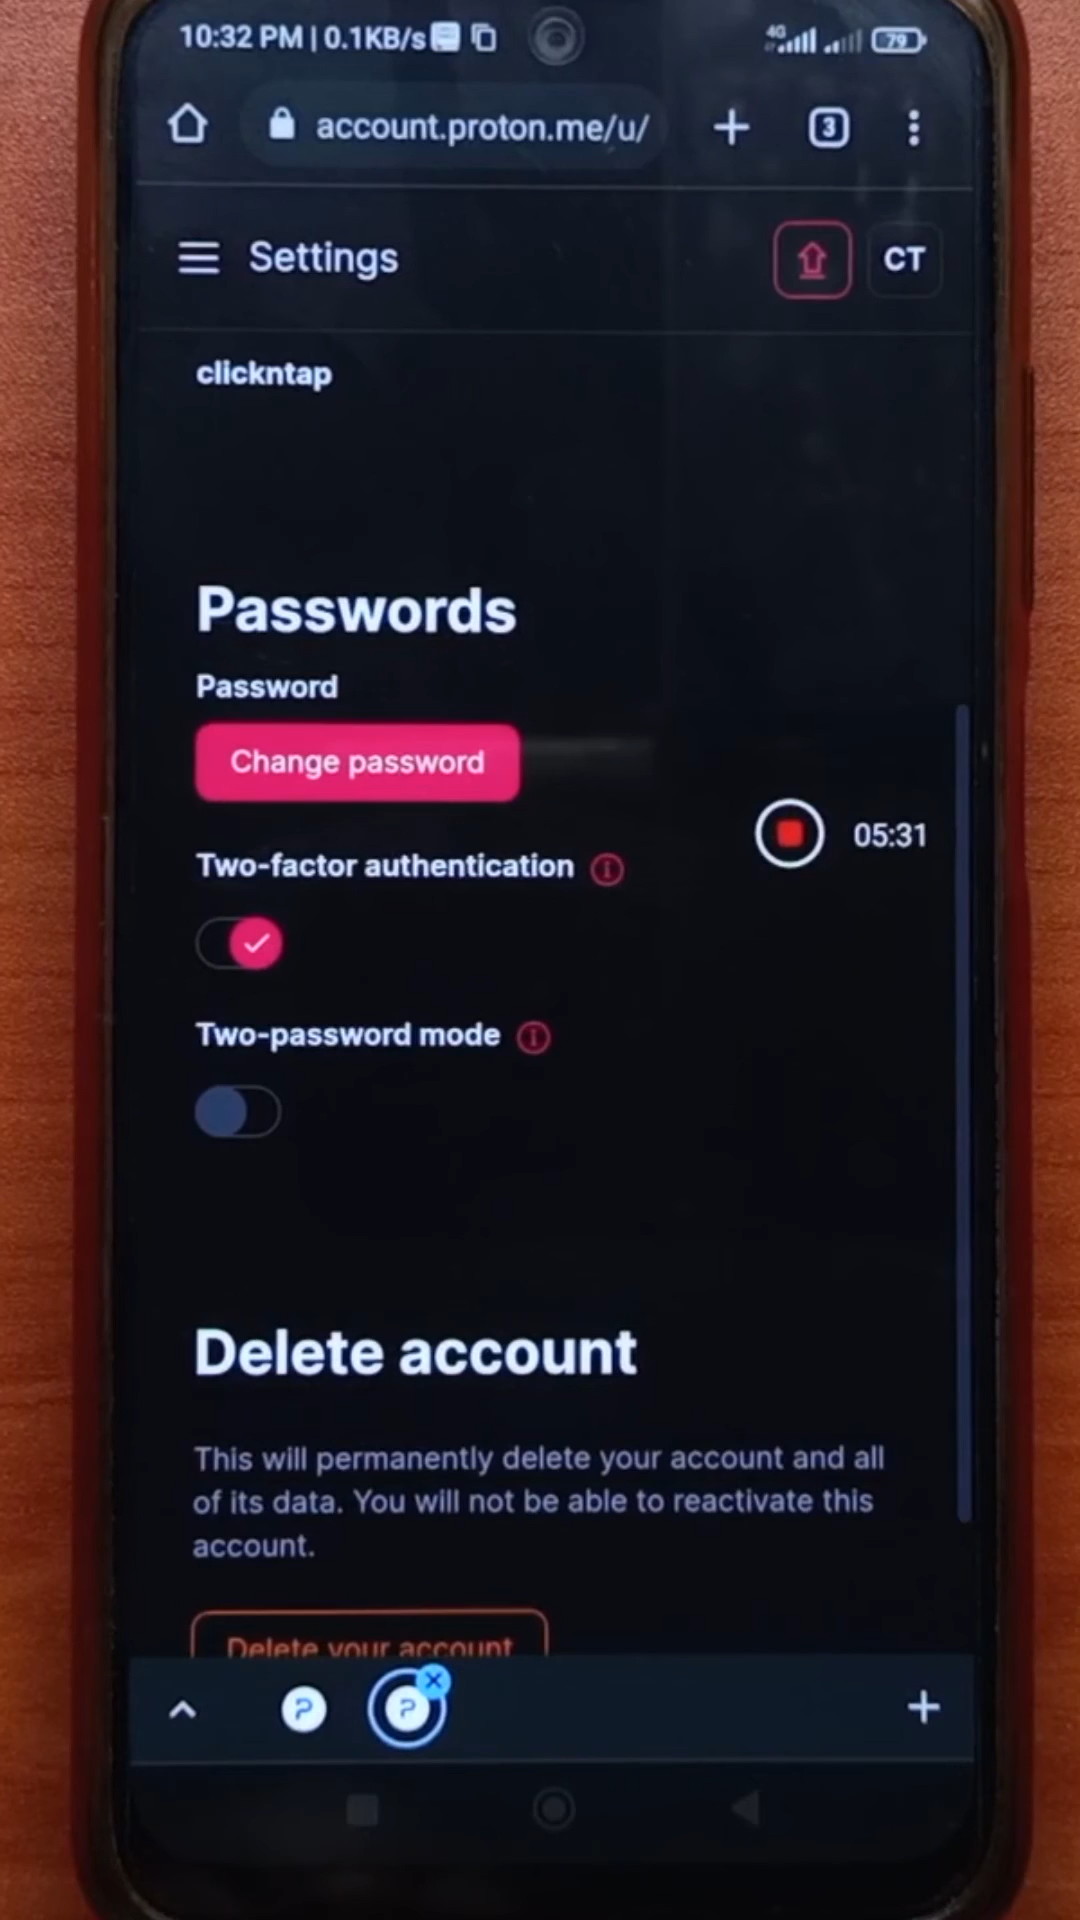 10:32 PM | 0.1KB/s 4G 79
account.proton.me/u/ 3
Settings CT
clickntap
Passwords
Password
Change password
05:31
Two-factor authentication
Two-password mode
Delete account
This will permanently delete your account and all
of its data. You will not be able to reactivate this
account.
Delete your account